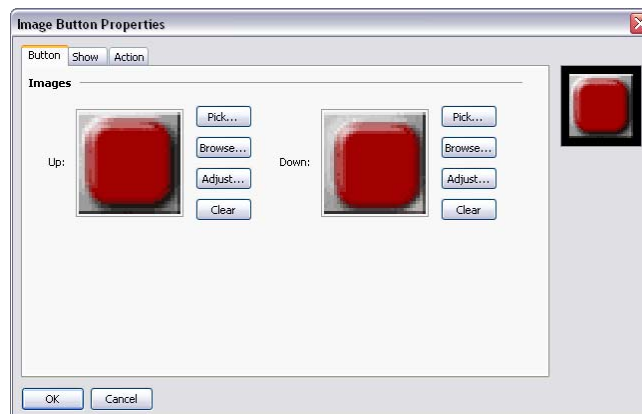 Image Button Properties
Button Show Action
Images
Up:
Pick...
Browse...
Adjust...
Clear
Down:
Pick...
Browse...
Adjust...
Clear
OK Cancel